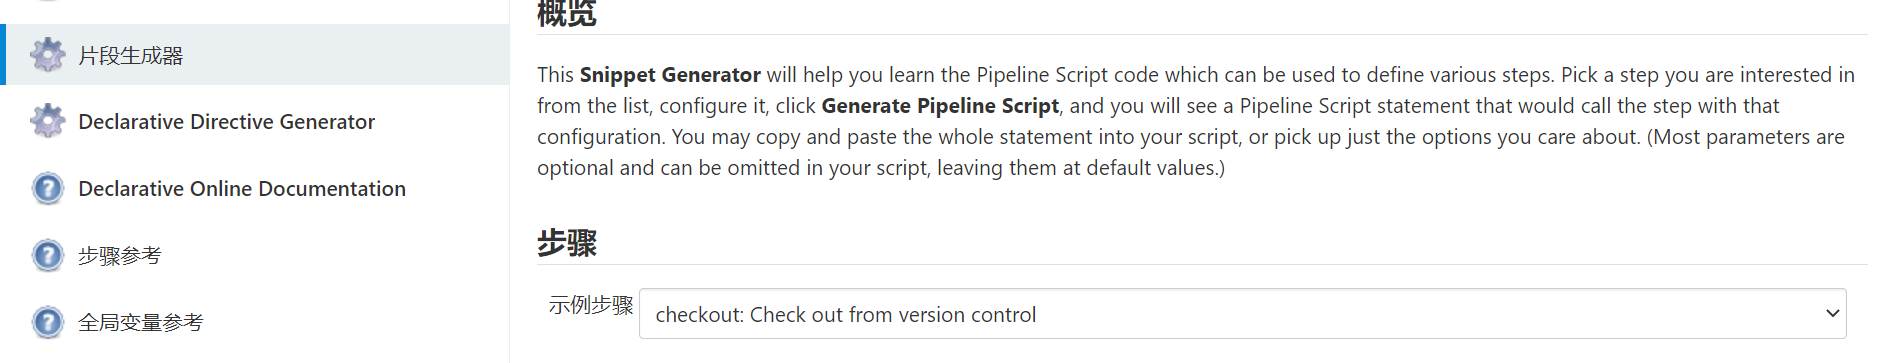 片段生成器
Declarative Directive Generator
Declarative Online Documentation
步骤参考
全局变量参考
概览
This Snippet Generator will help you learn the Pipeline Script code which can be used to define various steps. Pick a step you are interested in
from the list, configure it, click Generate Pipeline Script, and you will see a Pipeline Script statement that would call the step with that
configuration. You may copy and paste the whole statement into your script, or pick up just the options you care about. (Most parameters are
optional and can be omitted in your script, leaving them at default values.)
步骤
示例步骤
checkout: Check out from version control